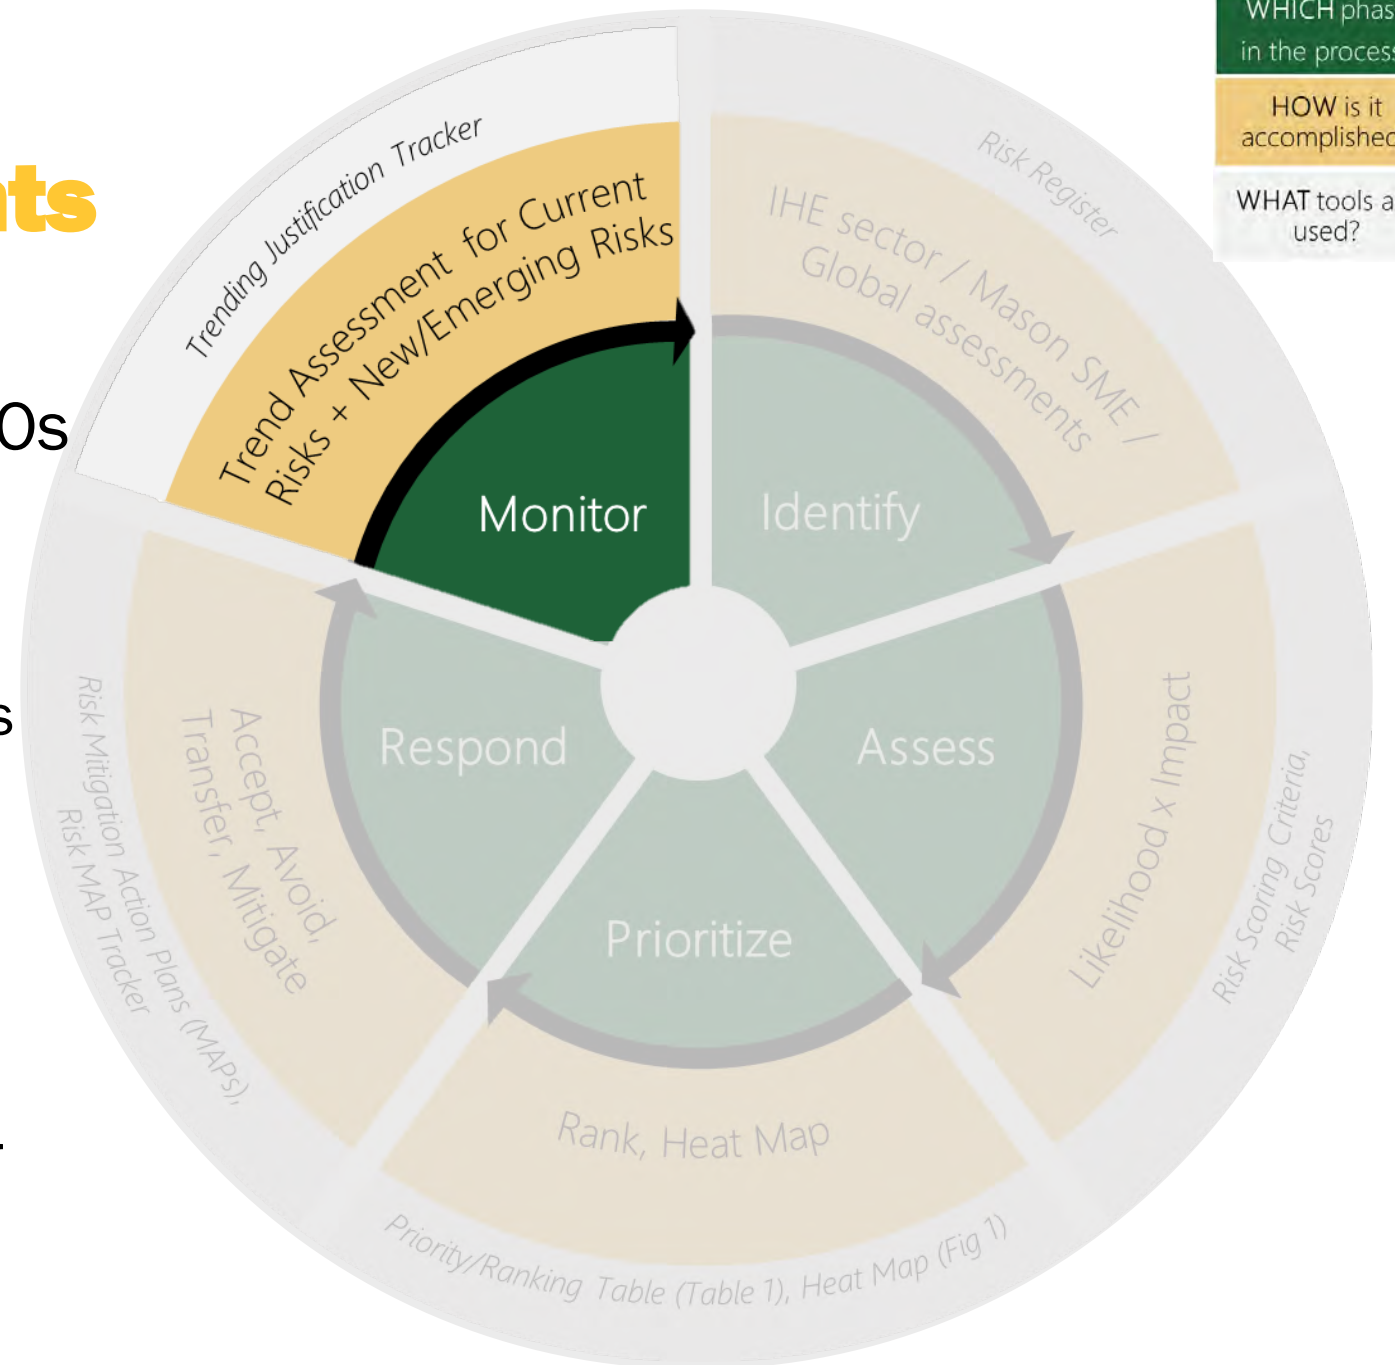 WHICH phas
in the process
HOW is it
accomplished
WHAT tools a
used?
nts
Os
s
Trending Justification Tracker
Trend Assessment for Current
Risks + New/Emerging Risks
Monitor
Risk Register
IHE sector / Mason SME /
Global assessments
Identify
Assess
Likelihood x Impact
Risk Scoring Criteria,
Risk Scores
Prioritize
Rank, Heat Map
Priority/Ranking Table (Table 1), Heat Map (Fig 1)
Respond
Accept, Avoid,
Transfer, Mitigate
Risk Mitigation Action Plans (MAPs),
Risk MAP Tracker